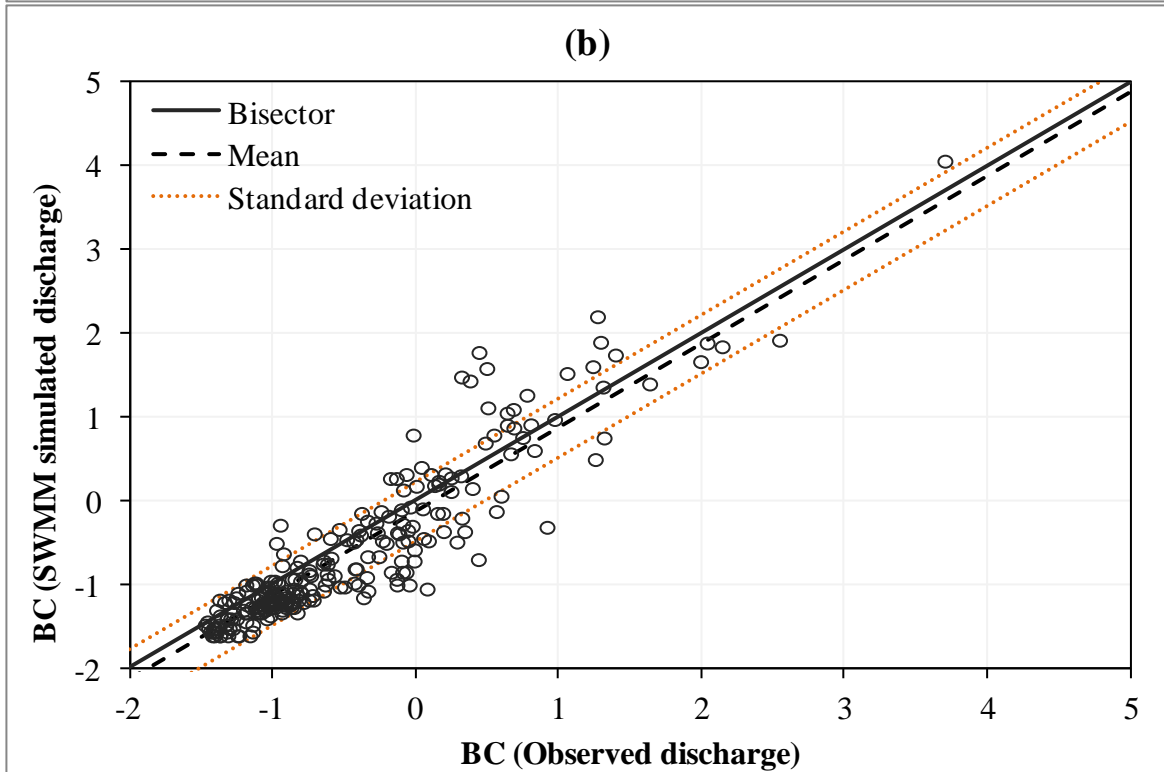 (b)
5
4
3
2
1
0
-1
-2
BC (SWMM simulated discharge)
Bisector
Mean
Standard deviation
-2 -1 0 1 2 3 4 5
BC (Observed discharge)